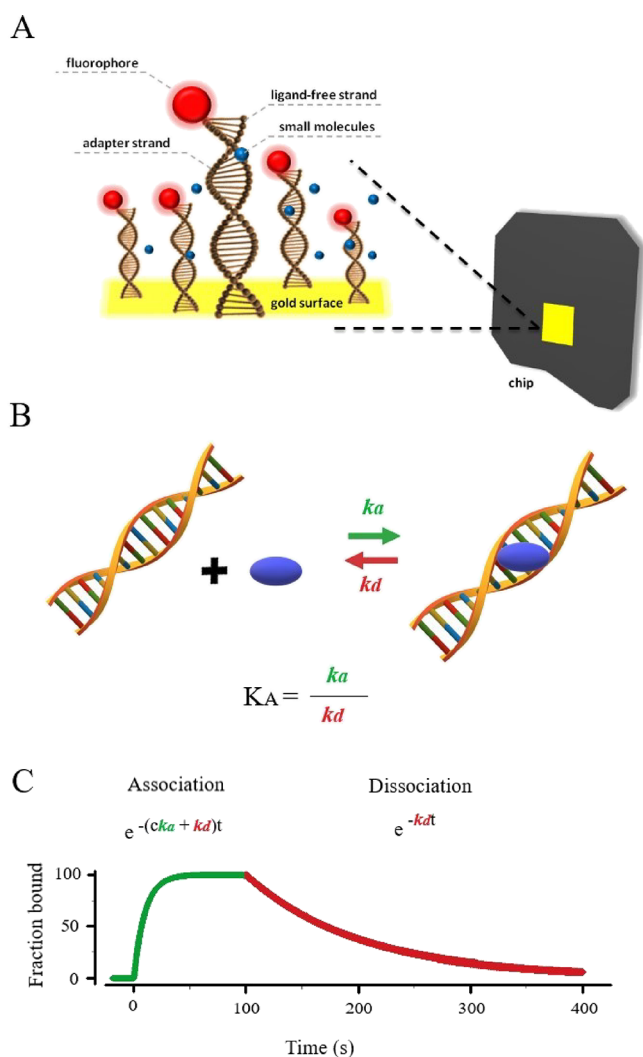 A
fluorophore
ligand-free strand
small molecules
adapter strand
gold surface
chip
B
ka
kd
KA = ka / kd
C
Association Dissociation
e -(cka + kd)t e -kdt
Fraction bound
100
50
0
0 100 200 300 400
Time (s)